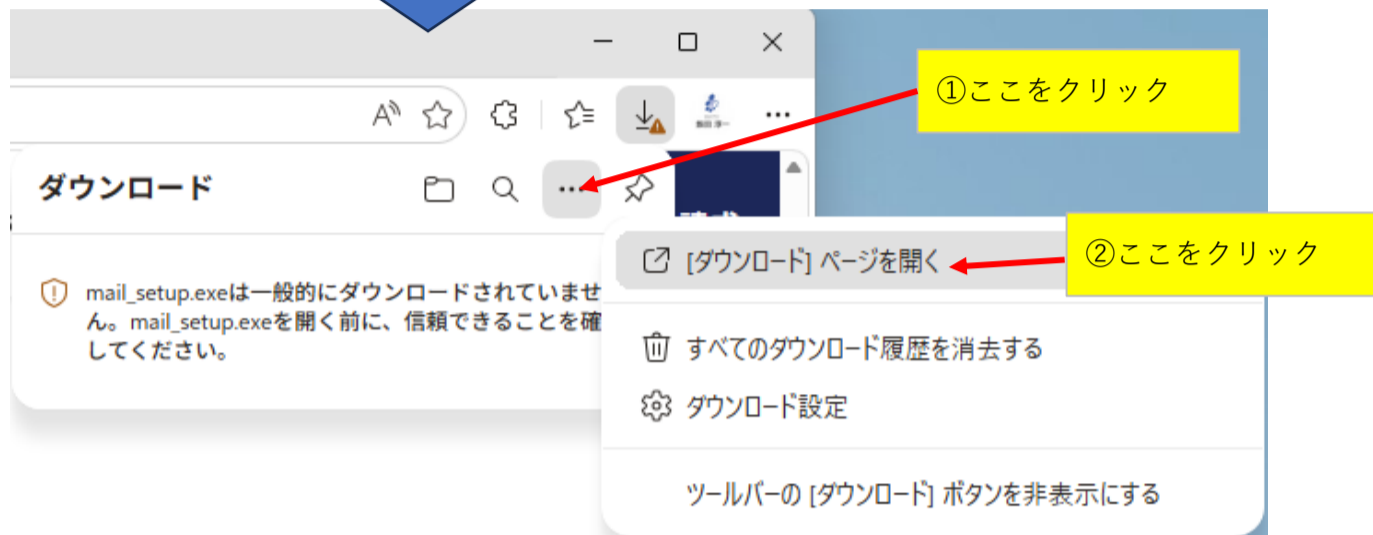 ①ここをクリック
ダウンロード
[ダウンロード] ページを開く
②ここをクリック
mail_setup.exeは一般的にダウンロードされていませ
ん。mail_setup.exeを開く前に、信頼できることを確
してください。
すべてのダウンロード履歴を消去する
ダウンロード設定
ツールバーの [ダウンロード] ボタンを非表示にする